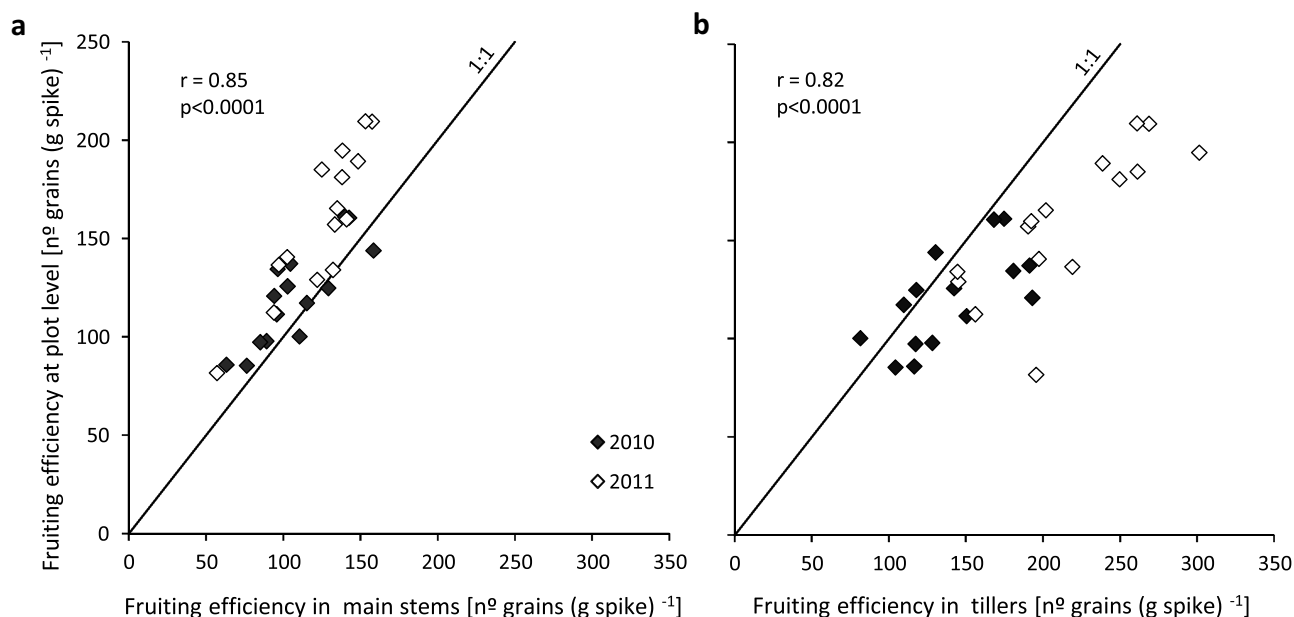 a
b
Fruiting efficiency at plot level [nº grains (g spike) -1]
250
200
150
100
50
0
r = 0.85
p<0.0001
1:1
2010
2011
0 50 100 150 200 250 300 350
Fruiting efficiency in main stems [nº grains (g spike) -1]
r = 0.82
p<0.0001
1:1
0 50 100 150 200 250 300 350
Fruiting efficiency in tillers [nº grains (g spike) -1]